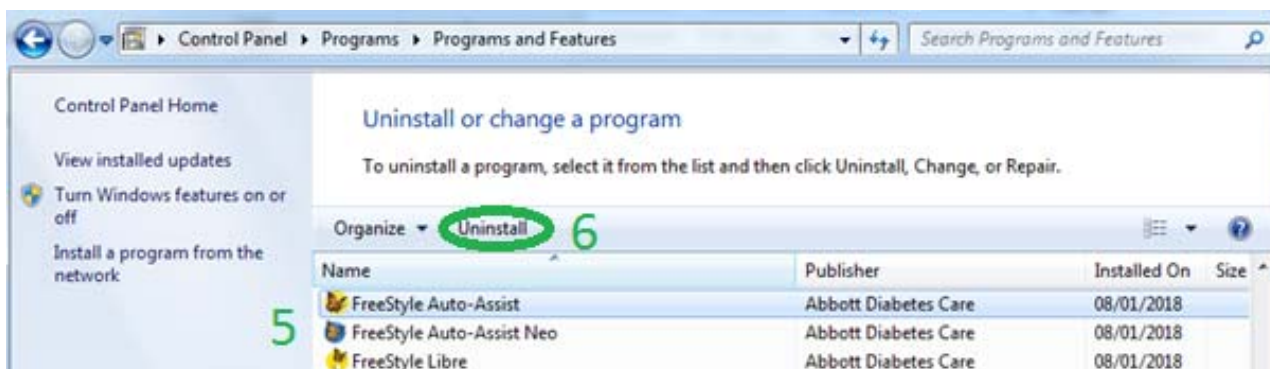 Control Panel ▸ Programs ▸ Programs and Features
Search Programs and Features
Control Panel Home
View installed updates
Turn Windows features on or
off
Install a program from the
network
Uninstall or change a program
To uninstall a program, select it from the list and then click Uninstall, Change, or Repair.
Organize Uninstall 6
Name Publisher Installed On Size
5
FreeStyle Auto-Assist Abbott Diabetes Care 08/01/2018
FreeStyle Auto-Assist Neo Abbott Diabetes Care 08/01/2018
FreeStyle Libre Abbott Diabetes Care 08/01/2018